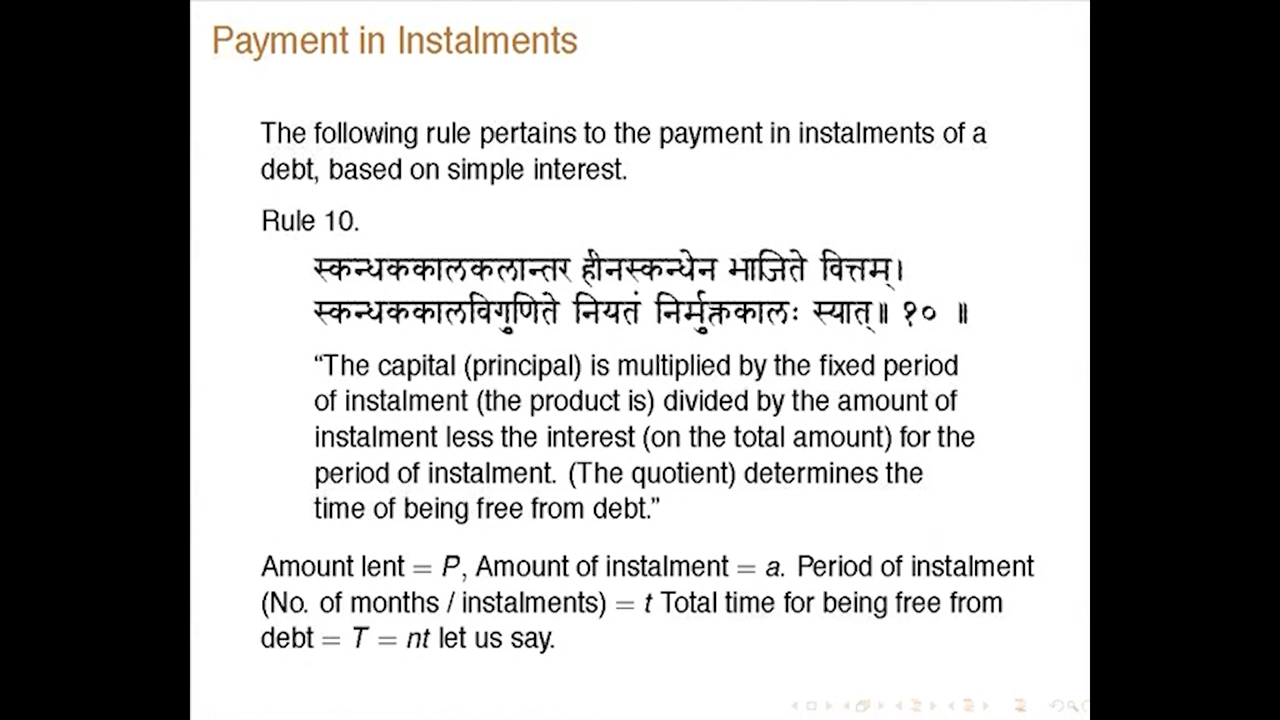 Payment in Instalments
The following rule pertains to the payment in instalments of a
debt, based on simple interest.
Rule 10.
स्कन्धककालकलान्तर हीनस्कन्धेन भाजिते वित्तम्।
स्कन्धककालविगुणिते नियतं निर्मुक्तकालः स्यात्॥ १० ॥
“The capital (principal) is multiplied by the fixed period
of instalment (the product is) divided by the amount of
instalment less the interest (on the total amount) for the
period of instalment. (The quotient) determines the
time of being free from debt.”
Amount lent = P, Amount of instalment = a. Period of instalment
(No. of months / instalments) = t Total time for being free from
debt = T = nt let us say.